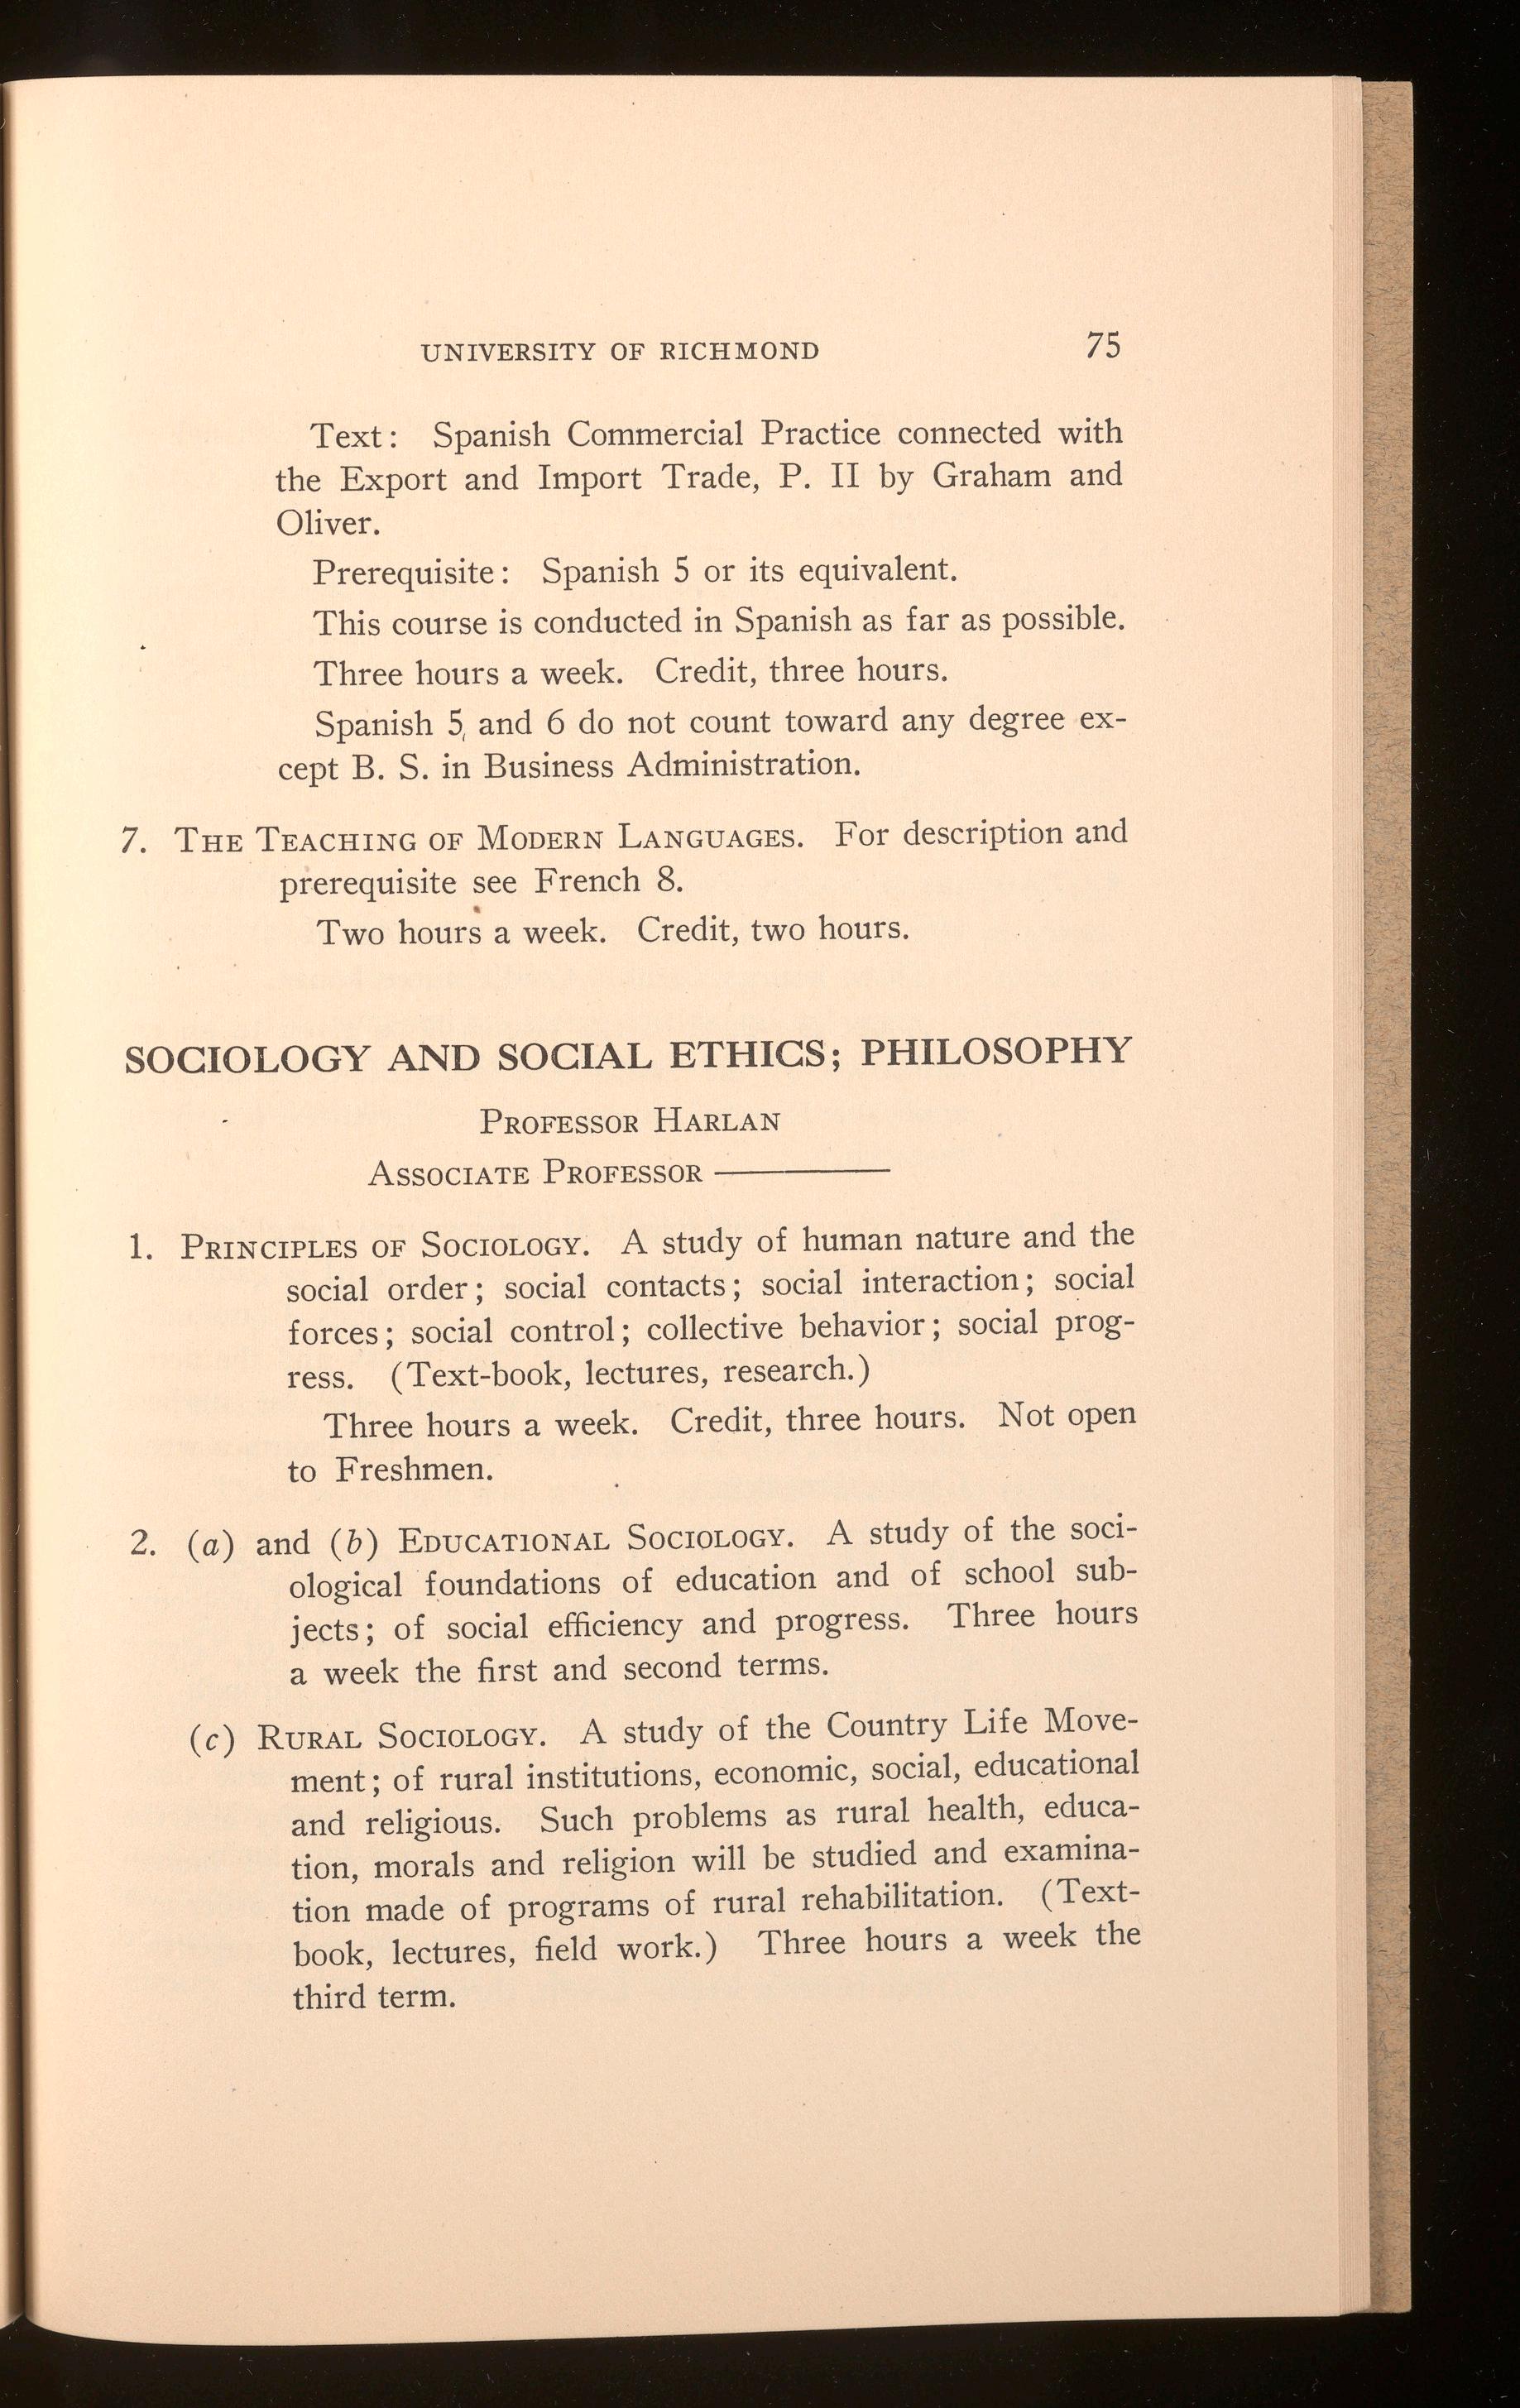 UNIVERSITY OF RICHMOND 75
Text: Spanish Commercial Practice connected with
the Export and Import Trade, P. II by Graham and
Oliver.
Prerequisite: Spanish 5 or its equivalent.
This course is conducted in Spanish as far as possible.
Three hours a week. Credit, three hours.
Spanish 5, and 6 do not count toward any degree ex-
cept B. S. in Business Administration.
7. THE TEACHING OF MODERN LANGUAGES. For description and
prerequisite see French 8.
Two hours a week. Credit, two hours.
SOCIOLOGY AND SOCIAL ETHICS; PHILOSOPHY
PROFESSOR HARLAN
ASSOCIATE PROFESSOR ————
1. PRINCIPLES OF SOCIOLOGY. A study of human nature and the
social order; social contacts; social interaction; social
forces; social control; collective behavior; social prog-
ress. (Text-book, lectures, research.)
Three hours a week. Credit, three hours. Not open
to Freshmen.
2. (a) and (b) EDUCATIONAL SOCIOLOGY. A study of the soci-
ological foundations of education and of school sub-
jects; of social efficiency and progress. Three hours
a week the first and second terms.
(c) RURAL SOCIOLOGY. A study of the Country Life Move-
ment; of rural institutions, economic, social, educational
and religious. Such problems as rural health, educa-
tion, morals and religion will be studied and examina-
tion made of programs of rural rehabilitation. (Text-
book, lectures, field work.) Three hours a week the
third term.